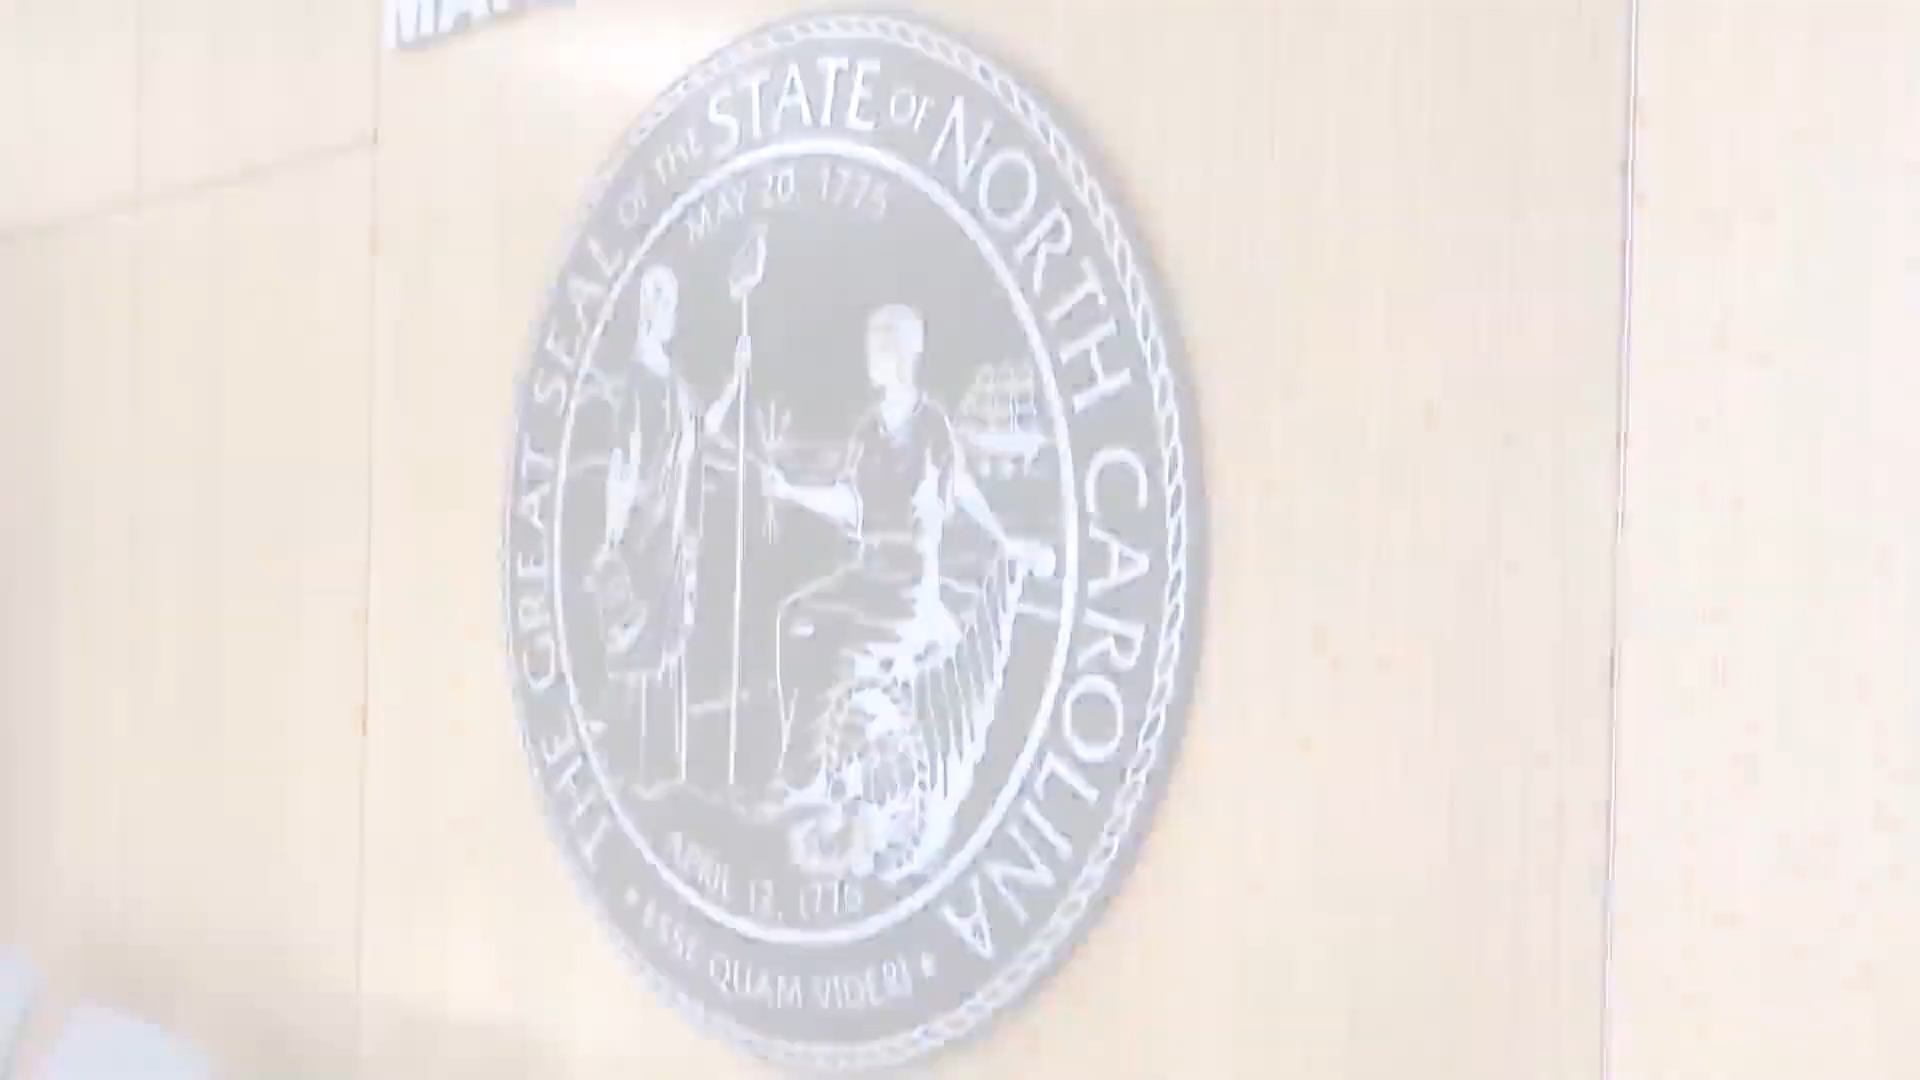 THE GREAT SEAL OF THE STATE OF NORTH CAROLINA
MAY 20, 1775
APRIL 12, 1776
• ESSE QUAM VIDERI •